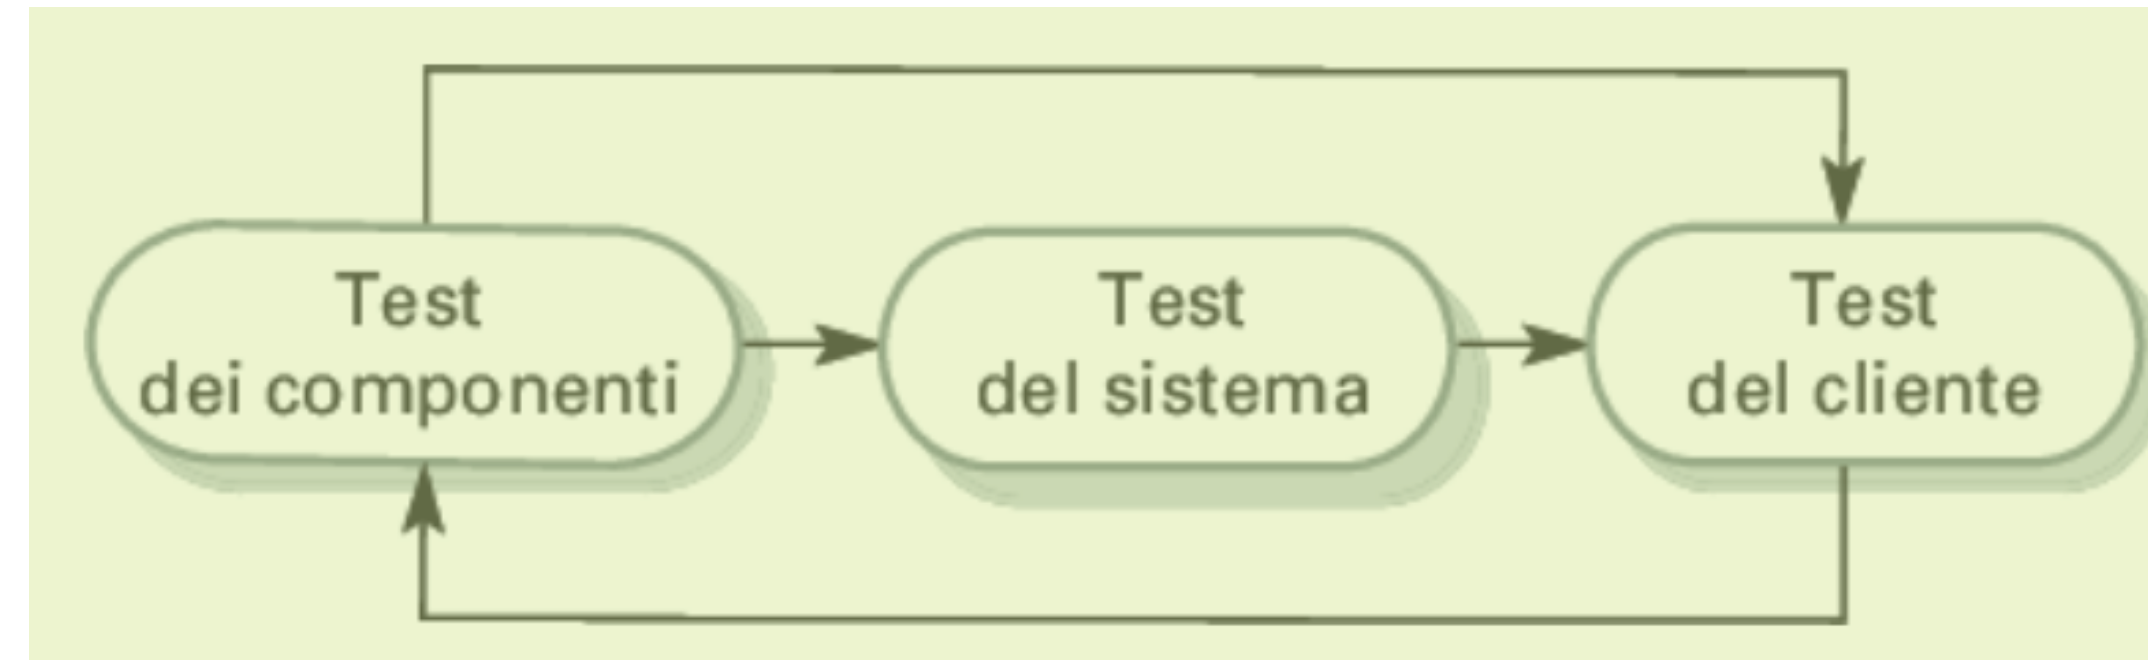 Test
dei componenti
Test
del sistema
Test
del cliente